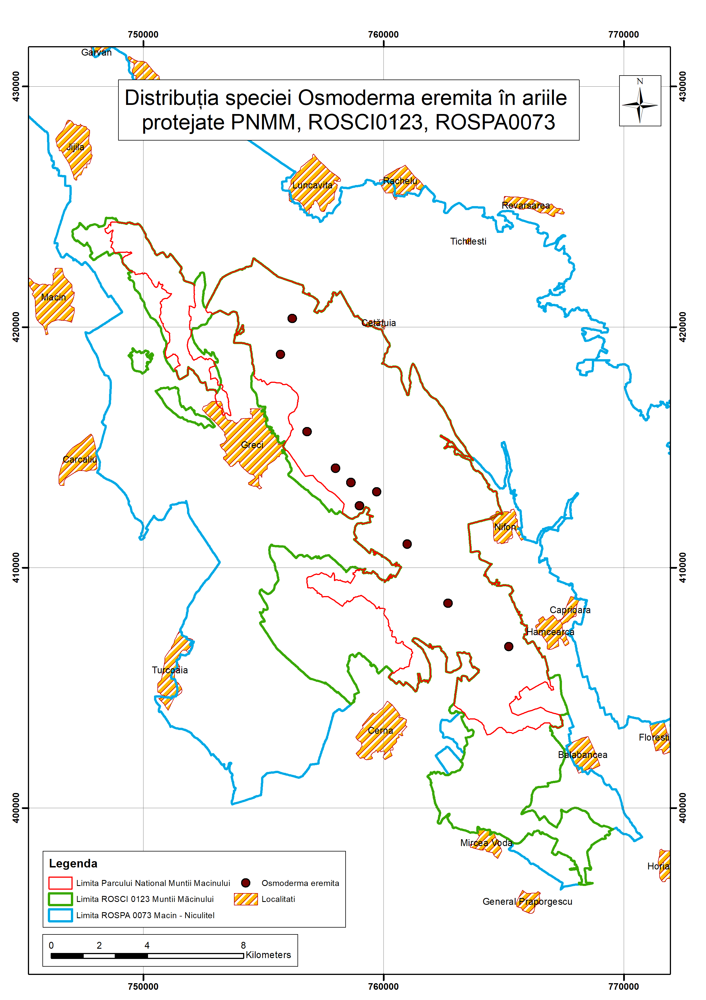 750000 760000 770000
Garvan
430000 430000
N
Distribuția speciei Osmoderma eremita în ariile
protejate PNMM, ROSCI0123, ROSPA0073
Jijila
Luncavita
Rachelu
Revarsarea
Tichilesti
Macin
Cetățuia
420000 420000
Greci
Carcaliu
Nifon
410000 410000
Caprioara
Hamcearca
Turcoaia
Cerna
Floresti
Balabancea
400000 400000
Mircea Voda
Horia
General Praporgescu
Legenda
Limita Parcului National Muntii Macinului
Osmoderma eremita
Limita ROSCI 0123 Muntii Mãcinului
Localitati
Limita ROSPA 0073 Macin - Niculitel
0 2 4 8
Kilometers
750000 760000 770000